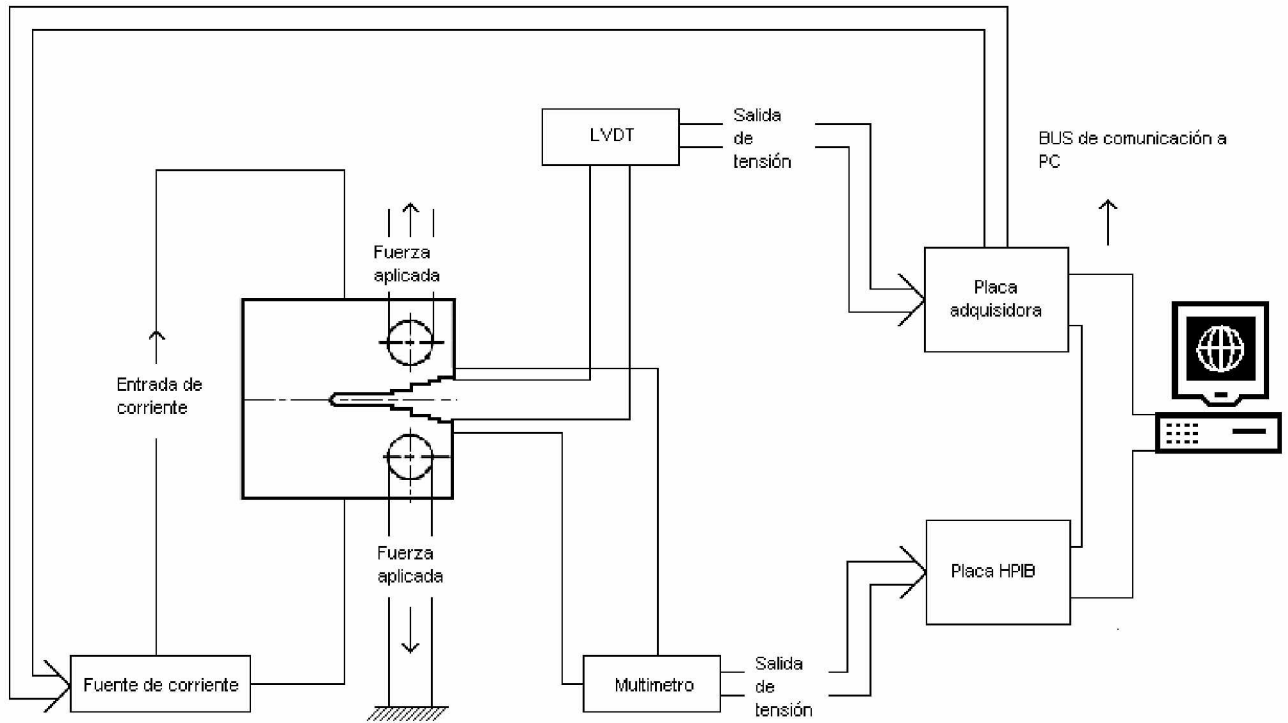 LVDT
Salida
de
tensión
BUS de comunicación a
PC
Fuerza
aplicada
Placa
adquisidora
Entrada de
corriente
Fuerza
aplicada
Placa HPIB
Fuente de corriente
Multimetro
Salida
de
tensión